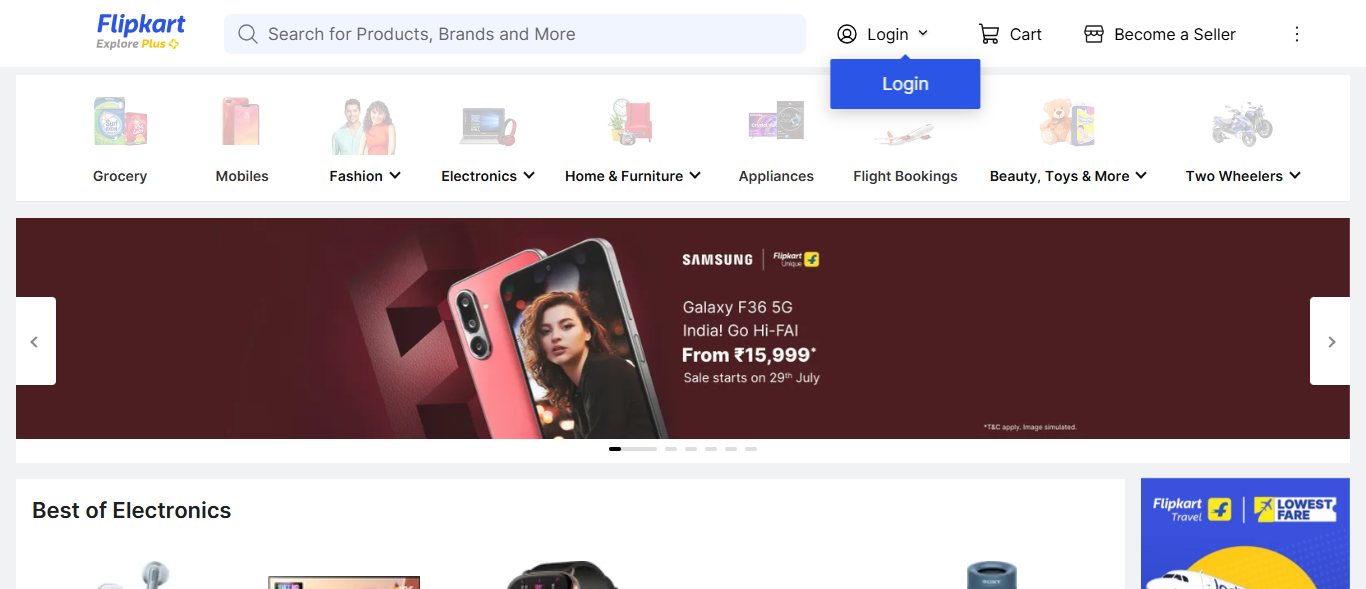 Flipkart
Explore Plus
Search for Products, Brands and More
Login
Cart
Become a Seller
Login
Grocery
Mobiles
Fashion
Electronics
Home & Furniture
Appliances
Flight Bookings
Beauty, Toys & More
Two Wheelers
SAMSUNG
Flipkart
Unique
Galaxy F36 5G
India! Go Hi-FAI
From ₹15,999*
Sale starts on 29th July
*T&C apply. Image simulated.
Best of Electronics
Flipkart
Travel
LOWEST
FARE
SONY